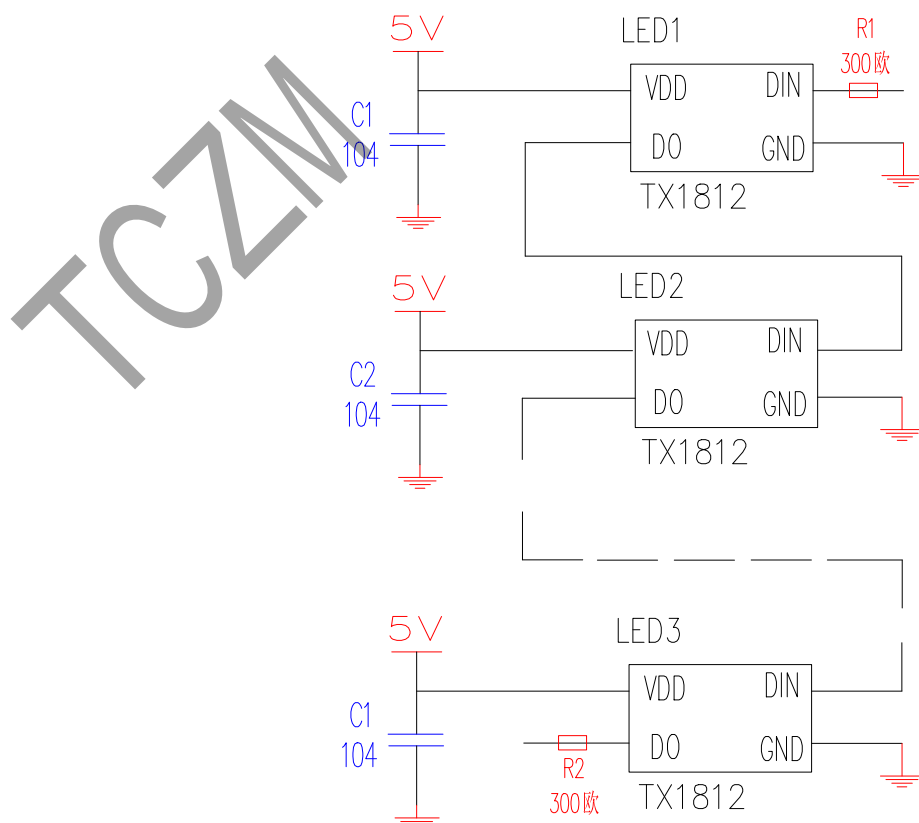 TCZM
5V
LED1
R1
300欧
C1
104
VDD
DIN
DO
GND
TX1812
5V
LED2
C2
104
VDD
DIN
DO
GND
TX1812
5V
LED3
C1
104
VDD
DIN
DO
GND
R2
300欧
TX1812